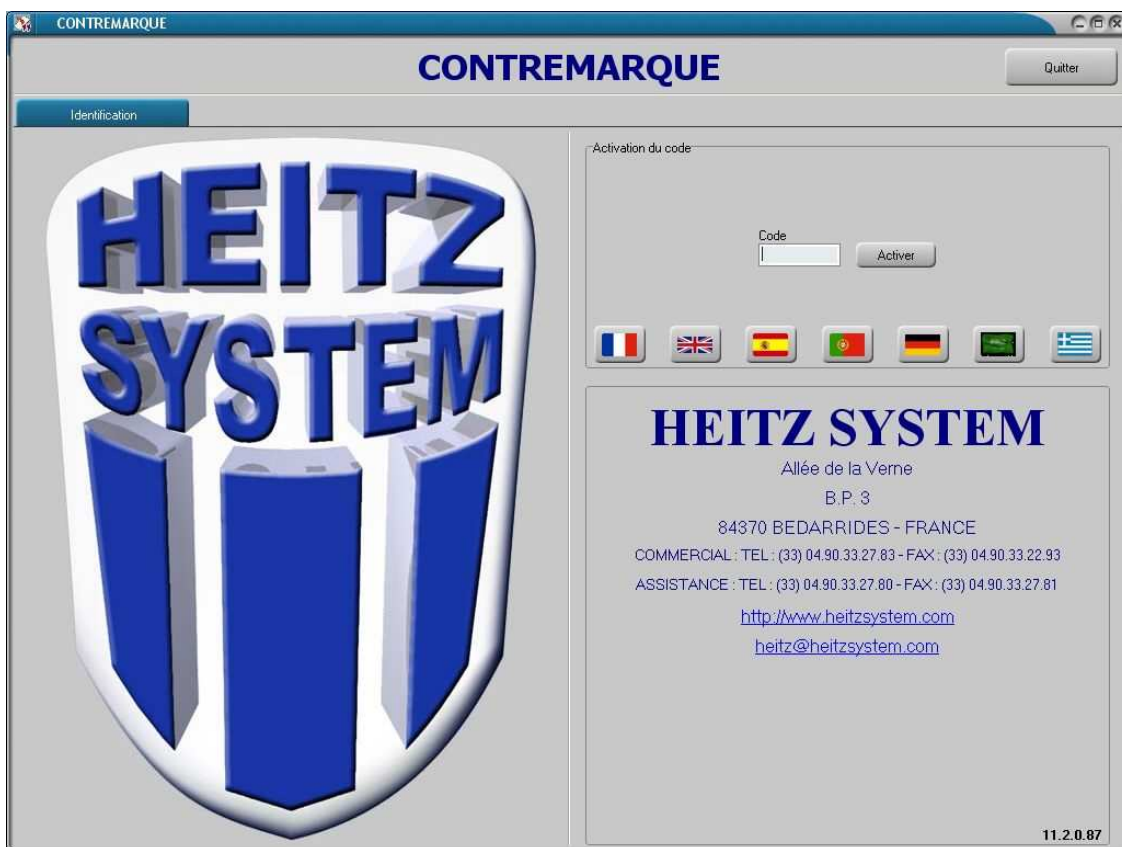 CONTREMARQUE
CONTREMARQUE
Quitter
Identification
HEITZ
SYSTEM
Activation du code
Code
Activer
HEITZ SYSTEM
Allée de la Verne
B.P. 3
84370 BEDARRIDES - FRANCE
COMMERCIAL : TEL : (33) 04.90.33.27.83 - FAX : (33) 04.90.33.22.93
ASSISTANCE : TEL : (33) 04.90.33.27.80 - FAX : (33) 04.90.33.27.81
http://www.heitzsystem.com
heitz@heitzsystem.com
11.2.0.87